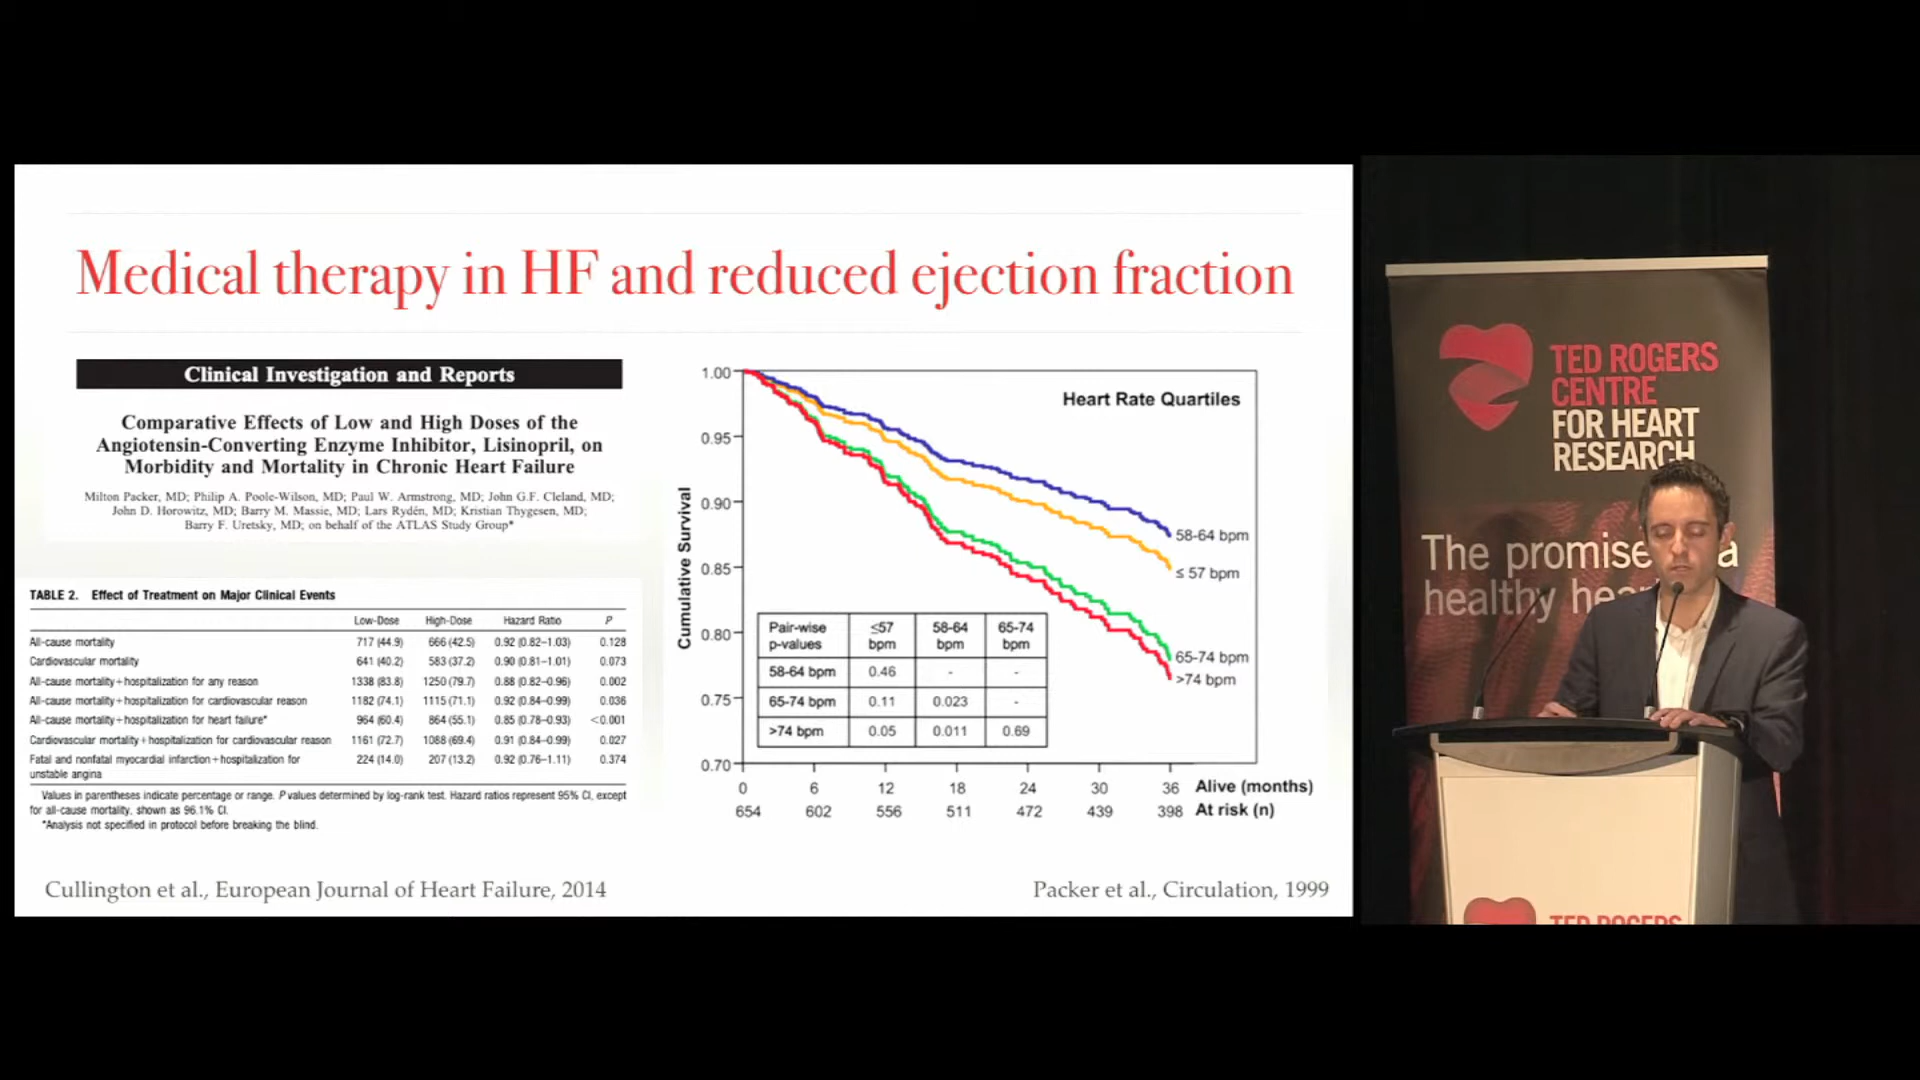 Medical therapy in HF and reduced ejection fraction
Clinical Investigation and Reports
Comparative Effects of Low and High Doses of the
Angiotensin-Converting Enzyme Inhibitor, Lisinopril, on
Morbidity and Mortality in Chronic Heart Failure
Milton Packer, MD; Philip A. Poole-Wilson, MD; Paul W. Armstrong, MD; John G.F. Cleland, MD;
John D. Horowitz, MD; Barry M. Massie, MD; Lars Rydén, MD; Kristian Thygesen, MD;
Barry F. Uretsky, MD; on behalf of the ATLAS Study Group*
TABLE 2. Effect of Treatment on Major Clinical Events
Low-Dose High-Dose Hazard Ratio P
All-cause mortality 717 (44.9) 666 (42.5) 0.92 (0.82–1.03) 0.128
Cardiovascular mortality 641 (40.2) 583 (37.2) 0.90 (0.81–1.01) 0.073
All-cause mortality+hospitalization for any reason 1338 (83.8) 1250 (79.7) 0.88 (0.82–0.96) 0.002
All-cause mortality+hospitalization for cardiovascular reason 1182 (74.1) 1115 (71.1) 0.92 (0.84–0.99) 0.036
All-cause mortality+hospitalization for heart failure* 964 (60.4) 864 (55.1) 0.85 (0.78–0.93) <0.001
Cardiovascular mortality+hospitalization for cardiovascular reason 1161 (72.7) 1088 (69.4) 0.91 (0.84–0.99) 0.027
Fatal and nonfatal myocardial infarction+hospitalization for 224 (14.0) 207 (13.2) 0.92 (0.76–1.11) 0.374
unstable angina
Values in parentheses indicate percentage or range. P values determined by log-rank test. Hazard ratios represent 95% CI, except
for all-cause mortality, shown as 96.1% CI.
*Analysis not specified in protocol before breaking the blind.
Cullington et al., European Journal of Heart Failure, 2014
Heart Rate Quartiles
Cumulative Survival
1.00
0.95
0.90
0.85
0.80
0.75
0.70
58-64 bpm
≤ 57 bpm
65-74 bpm
>74 bpm
Pair-wise ≤57 58-64 65-74
p-values bpm bpm bpm
58-64 bpm 0.46 - -
65-74 bpm 0.11 0.023 -
>74 bpm 0.05 0.011 0.69
0 6 12 18 24 30 36 Alive (months)
654 602 556 511 472 439 398 At risk (n)
Packer et al., Circulation, 1999
TED ROGERS
CENTRE
FOR HEART
RESEARCH
The promise a
healthy hea
TED ROGERS